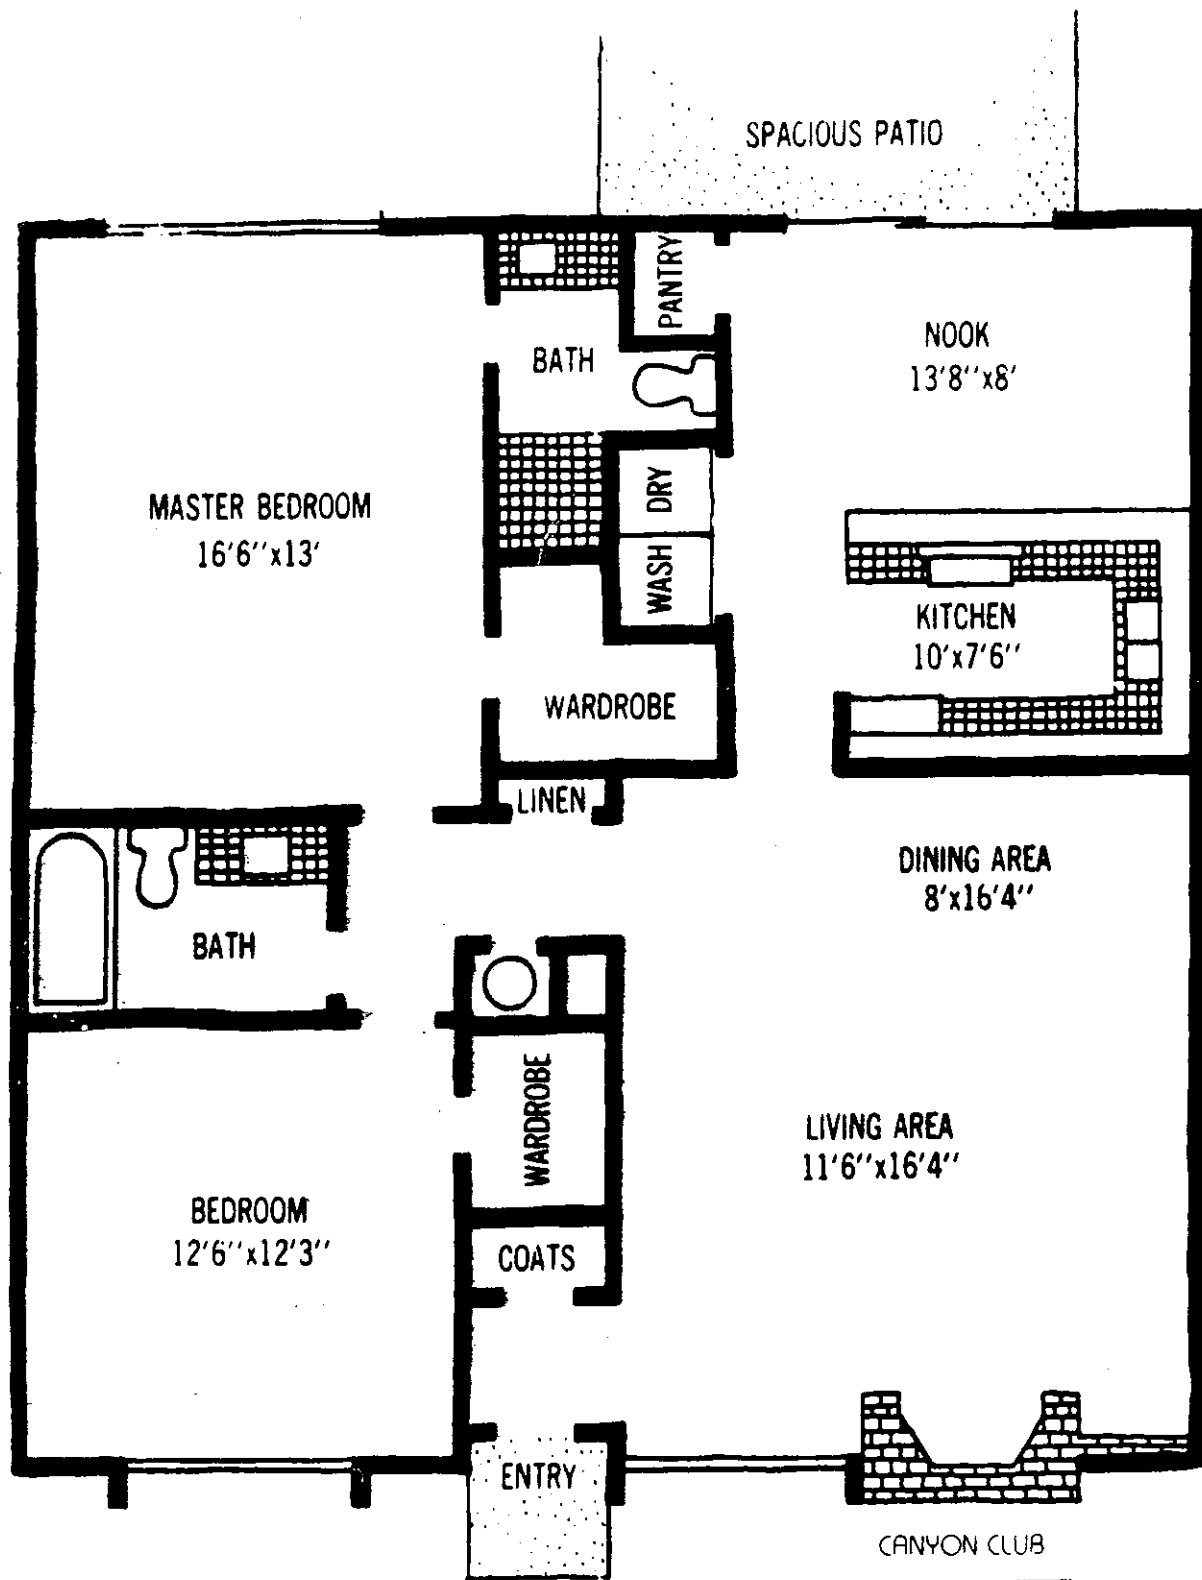 SPACIOUS PATIO
PANTRY
NOOK
13'8''x8'
BATH
MASTER BEDROOM
16'6''x13'
DRY
WASH
KITCHEN
10'x7'6''
WARDROBE
LINEN
DINING AREA
8'x16'4''
BATH
WARDROBE
LIVING AREA
11'6''x16'4''
BEDROOM
12'6''x12'3''
COATS
ENTRY
CANYON CLUB